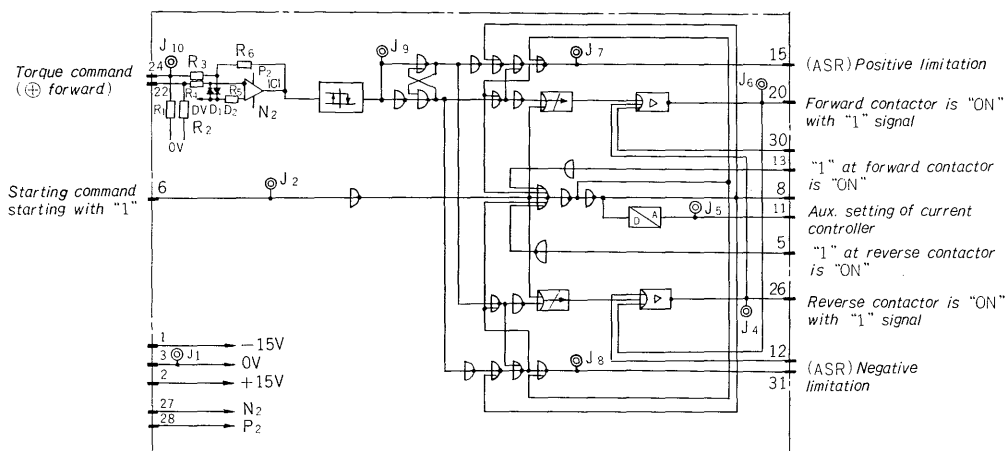 J10
24
R3
R6
Torque command
(⊕ forward)
22
R4
P2
IC1
R5
R1
R2
DV
D1
D2
N2
0V
J9
J7
15
(ASR) Positive limitation
J6
20
Forward contactor is "ON"
with "1" signal
30
13
"1" at forward contactor
is "ON"
6
J2
Starting command
starting with "1"
8
D
A
J5
11
Aux. setting of current
controller
5
"1" at reverse contactor
is "ON"
26
Reverse contactor is "ON"
with "1" signal
J4
1
-15V
3
J1
0V
2
+15V
27
N2
28
P2
J8
12
31
(ASR) Negative
limitation